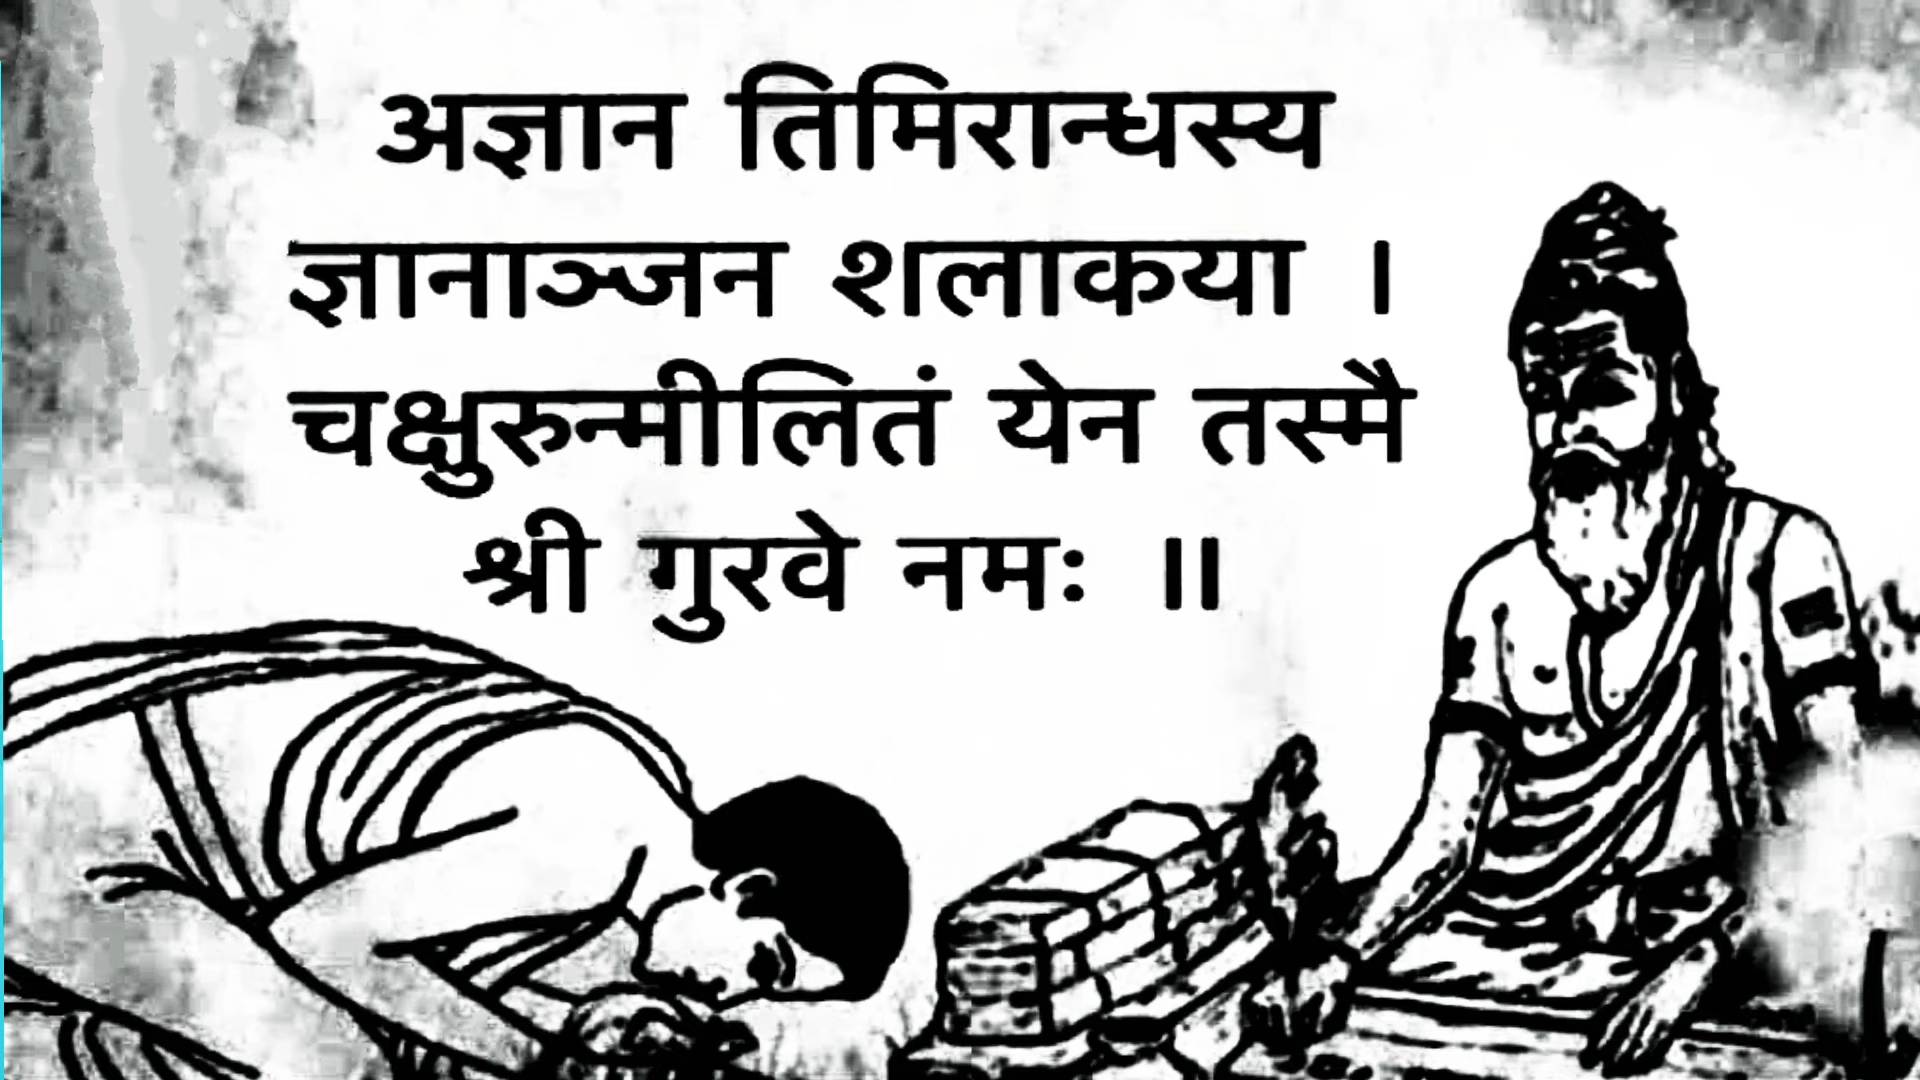 अज्ञान तिमिरान्धस्य
ज्ञानाञ्जन शलाकया ।
चक्षुरुन्मीलितं येन तस्मै
श्री गुरवे नमः ॥